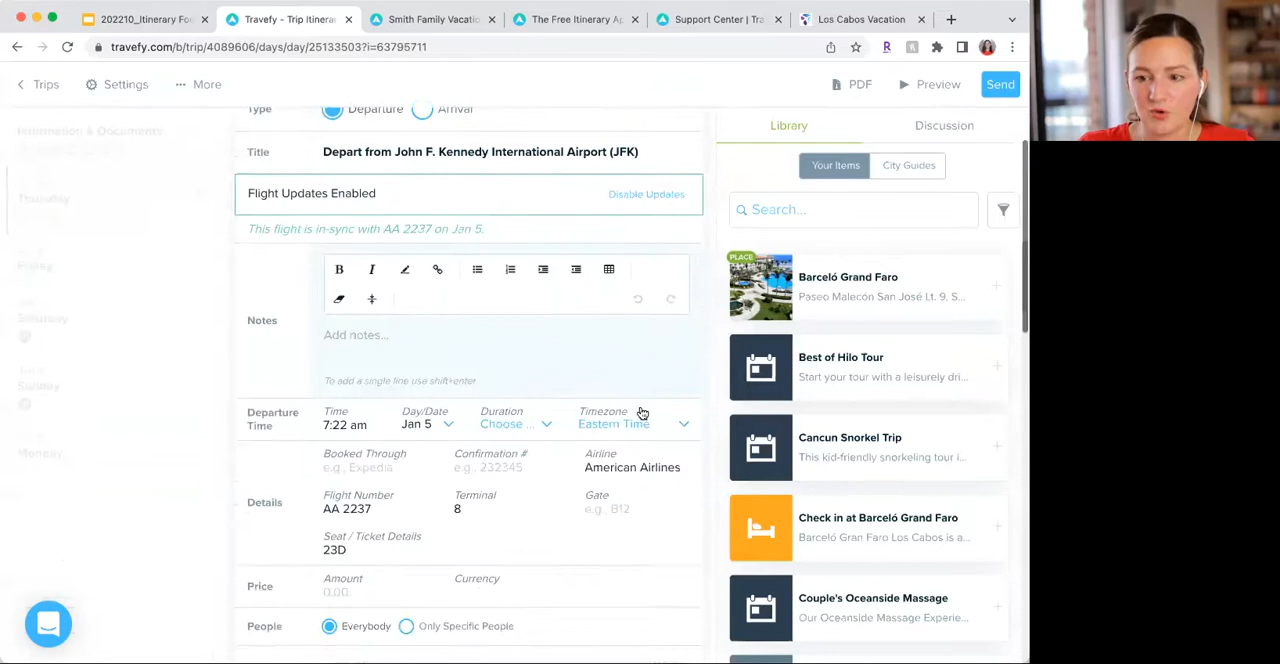 202210_Itinerary Fo
Travefy - Trip Itinera
Smith Family Vacatio
The Free Itinerary Ap
Support Center | Tra
Los Cabos Vacation
travefy.com/b/trip/4089606/days/day/25133503?i=63795711
Trips
Settings
More
PDF
Preview
Send
Information & Documents
Type
Departure
Arrival
Library
Discussion
Title
Depart from John F. Kennedy International Airport (JFK)
Your Items
City Guides
Flight Updates Enabled
Disable Updates
Thursday
Search...
This flight is in-sync with AA 2237 on Jan 5.
PLACE
Friday
Barceló Grand Faro
Paseo Malecón San José Lt. 9, S...
Saturday
Notes
Add notes...
Best of Hilo Tour
Start your tour with a leisurely dri...
To add a single line use shift+enter
Sunday
Departure Time
Time
7:22 am
Day/Date
Jan 5
Duration
Choose ...
Timezone
Eastern Time
Cancun Snorkel Trip
This kid-friendly snorkeling tour i...
Monday
Booked Through
e.g., Expedia
Confirmation #
e.g., 232345
Airline
American Airlines
Details
Flight Number
AA 2237
Terminal
8
Gate
e.g., B12
Check in at Barceló Grand Faro
Barceló Gran Faro Los Cabos is a...
Seat / Ticket Details
23D
Price
Amount
0.00
Currency
Couple's Oceanside Massage
Our Oceanside Massage Experie...
People
Everybody
Only Specific People